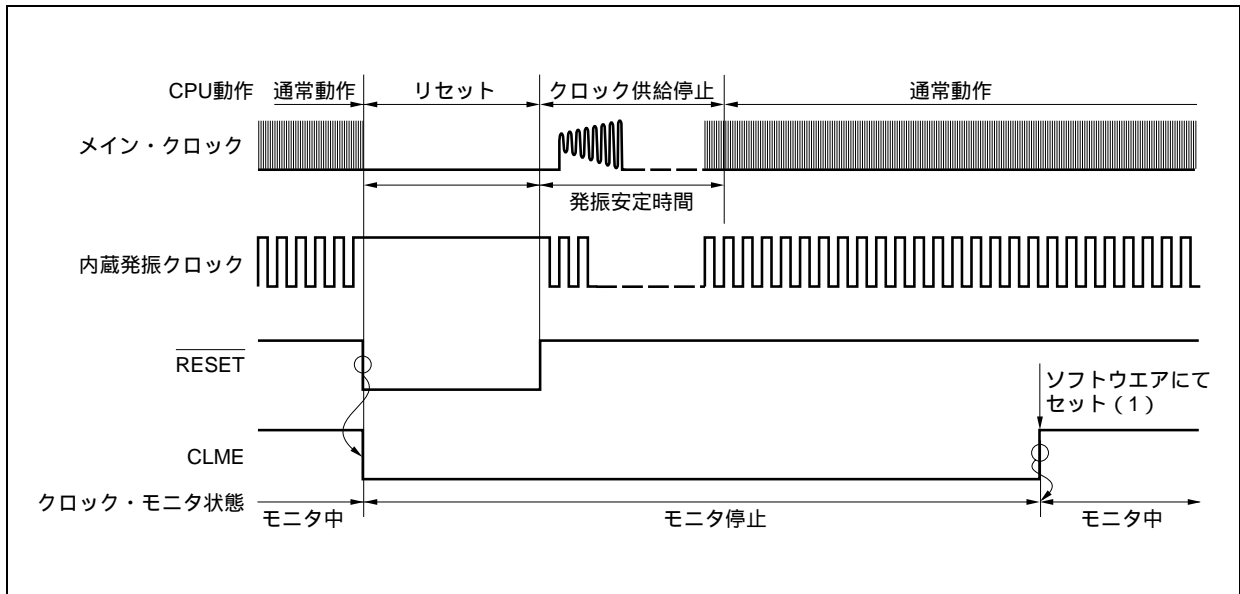 CPU動作 通常動作 リセット クロック供給停止 通常動作
メイン・クロック
発振安定時間
内蔵発振クロック
RESET
ソフトウエアにて
セット(1)
CLME
クロック・モニタ状態
モニタ中 モニタ停止 モニタ中